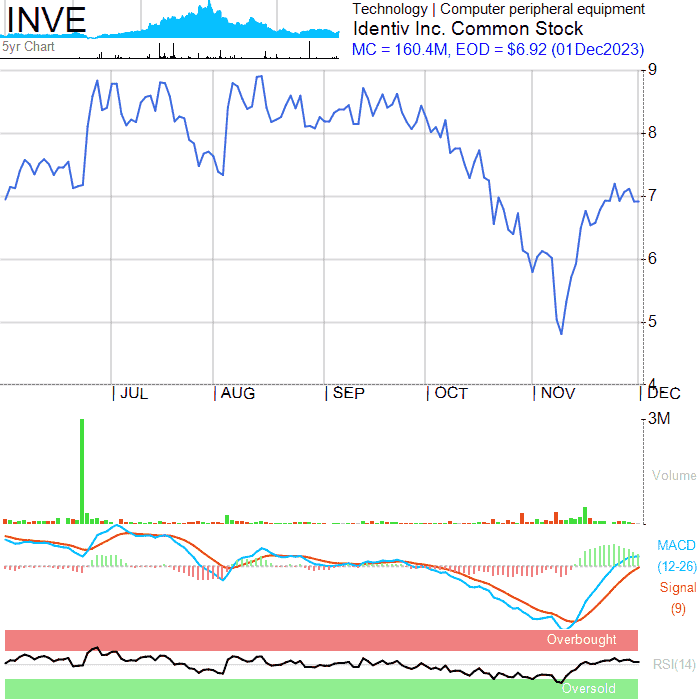 INVE
5yr Chart
Technology | Computer peripheral equipment
Identiv Inc. Common Stock
MC = 160.4M, EOD = $6.92 (01Dec2023)
9
8
7
6
5
4
JUL AUG SEP OCT NOV DEC
3M
Volume
MACD
(12-26)
Signal
(9)
Overbought
RSI(14)
Oversold